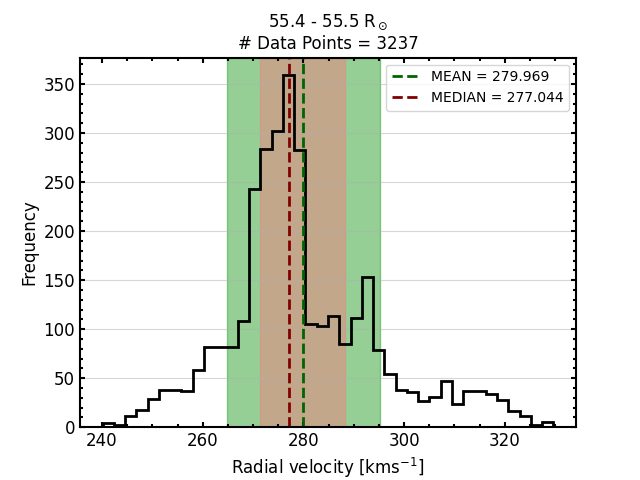 55.4 - 55.5 R⊙
# Data Points = 3237
MEAN = 279.969
MEDIAN = 277.044
350
300
250
200
150
100
50
0
Frequency
240 260 280 300 320
Radial velocity [kms⁻¹]